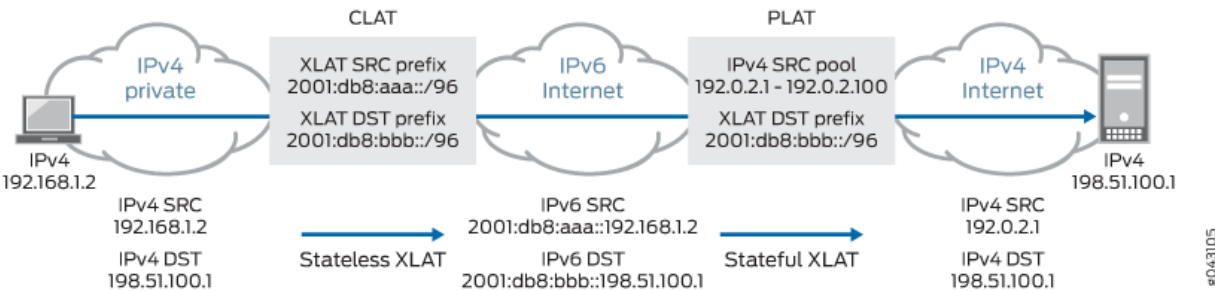 CLAT
PLAT
IPv4
private
XLAT SRC prefix
2001:db8:aaa::/96
XLAT DST prefix
2001:db8:bbb::/96
IPv6
Internet
IPv4 SRC pool
192.0.2.1 - 192.0.2.100
XLAT DST prefix
2001:db8:bbb::/96
IPv4
Internet
IPv4
192.168.1.2
IPv4
198.51.100.1
IPv4 SRC
192.168.1.2
IPv4 DST
198.51.100.1
Stateless XLAT
IPv6 SRC
2001:db8:aaa::192.168.1.2
IPv6 DST
2001:db8:bbb::198.51.100.1
Stateful XLAT
IPv4 SRC
192.0.2.1
IPv4 DST
198.51.100.1
g043105